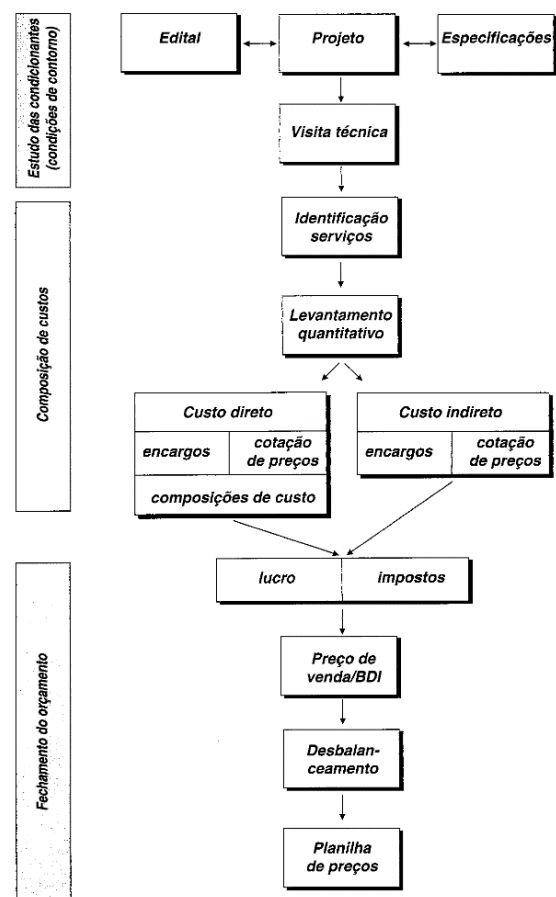 Edital
Projeto
Especificações
Estudo das condicionantes
(condições de contorno)
Visita técnica
Composição de custos
Identificação
serviços
Levantamento
quantitativo
Custo direto
encargos
cotação
de preços
composições de custo
Custo indireto
encargos
cotação
de preços
Fechamento do orçamento
lucro
impostos
Preço de
venda/BDI
Desbalan-
ceamento
Planilha
de preços